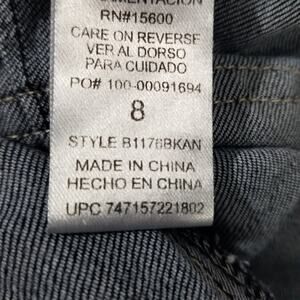 RN#15600
CARE ON REVERSE
VER AL DORSO
PARA CUIDADO
PO# 100-00091694
8
STYLE B1176BKAN
MADE IN CHINA
HECHO EN CHINA
UPC 747157221802